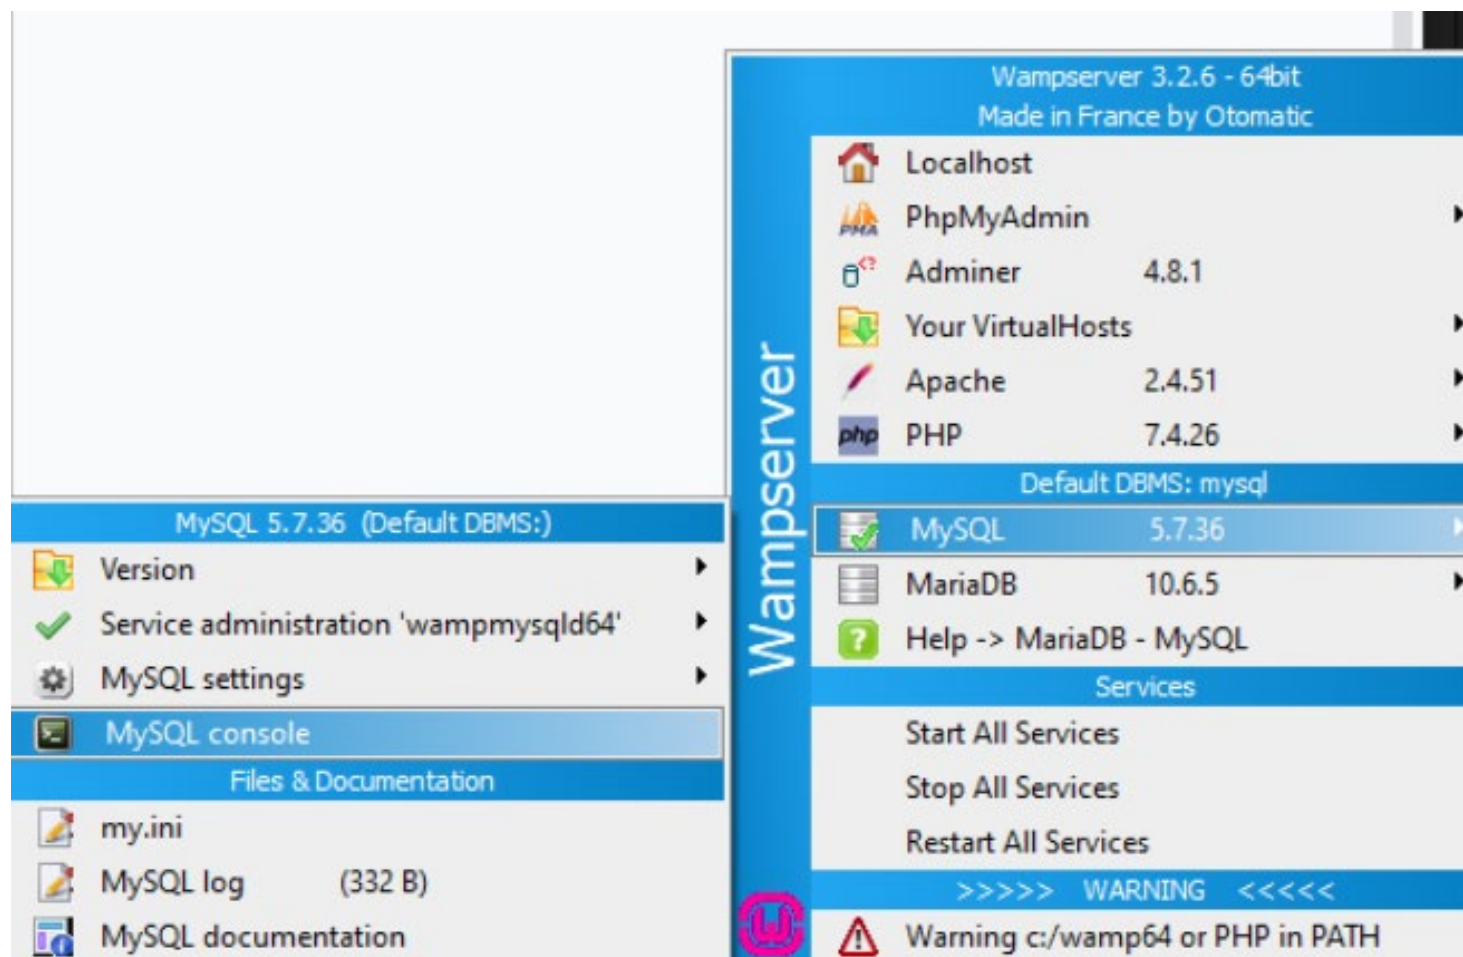 Wampserver 3.2.6 - 64bit
Made in France by Otomatic
Localhost
PMA PhpMyAdmin
Adminer 4.8.1
Your VirtualHosts
Apache 2.4.51
php PHP 7.4.26
Default DBMS: mysql
MySQL 5.7.36
MariaDB 10.6.5
Help -> MariaDB - MySQL
Services
Start All Services
Stop All Services
Restart All Services
>>>>> WARNING <<<<<
Warning c:/wamp64 or PHP in PATH
Wampserver
MySQL 5.7.36 (Default DBMS:)
Version
Service administration 'wampmysqld64'
MySQL settings
MySQL console
Files & Documentation
my.ini
MySQL log (332 B)
MySQL documentation